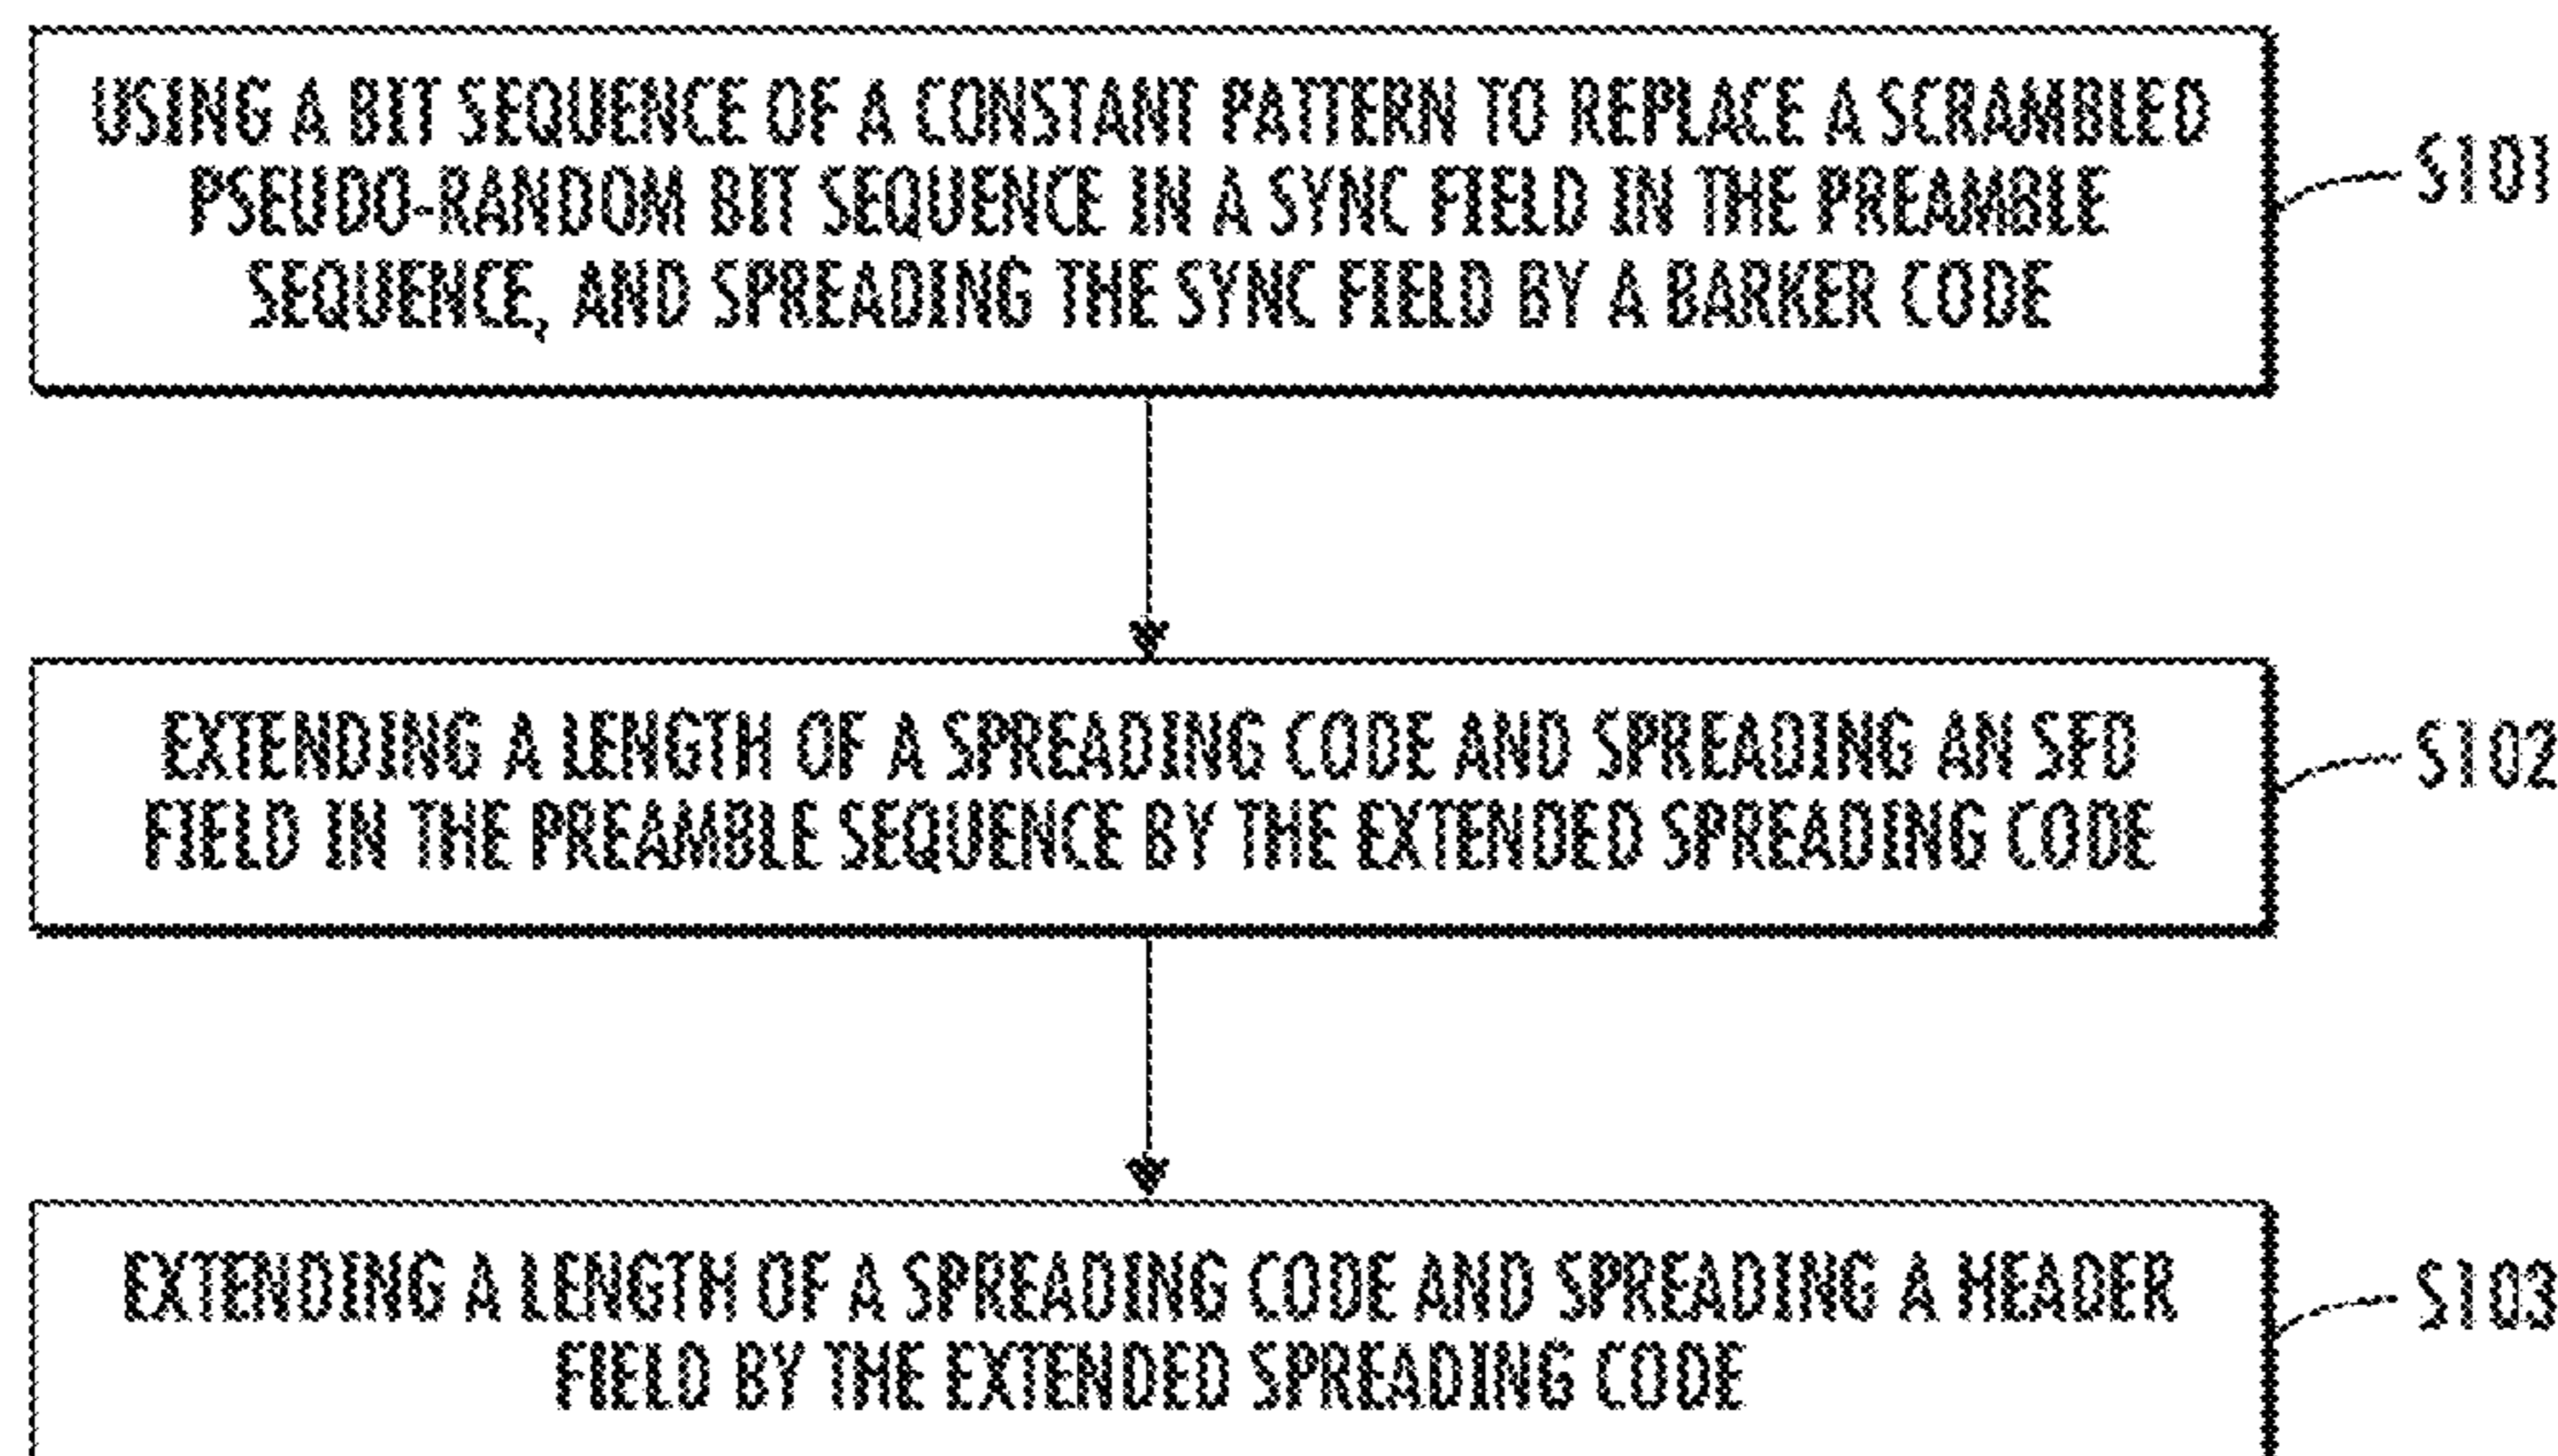 USING A BIT SEQUENCE OF A CONSTANT PATTERN TO REPLACE A SCRAMBLED
PSEUDO-RANDOM BIT SEQUENCE IN A SYNC FIELD IN THE PREAMBLE
SEQUENCE, AND SPREADING THE SYNC FIELD BY A BARKER CODE
S101
EXTENDING A LENGTH OF A SPREADING CODE AND SPREADING AN SFD
FIELD IN THE PREAMBLE SEQUENCE BY THE EXTENDED SPREADING CODE
S102
EXTENDING A LENGTH OF A SPREADING CODE AND SPREADING A HEADER
FIELD BY THE EXTENDED SPREADING CODE
S103